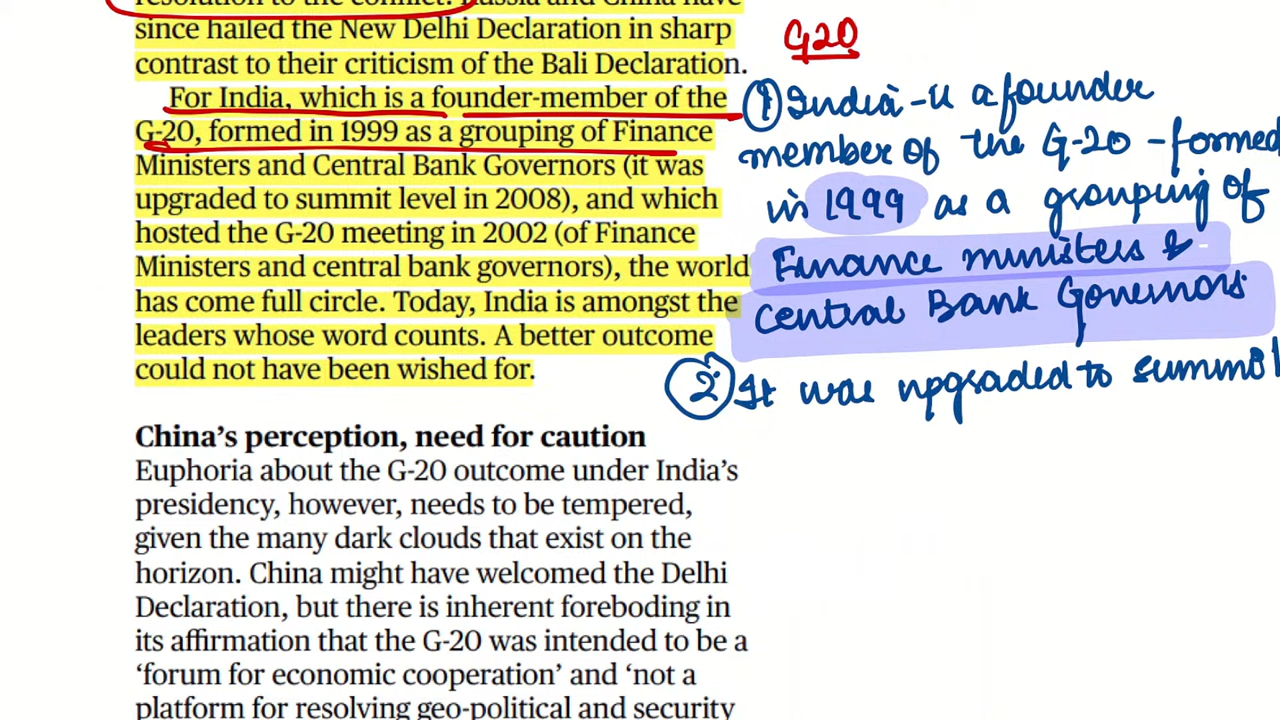 resolution to the conflict. Russia and China have
since hailed the New Delhi Declaration in sharp
contrast to their criticism of the Bali Declaration.
For India, which is a founder-member of the
G-20, formed in 1999 as a grouping of Finance
Ministers and Central Bank Governors (it was
upgraded to summit level in 2008), and which
hosted the G-20 meeting in 2002 (of Finance
Ministers and central bank governors), the world
has come full circle. Today, India is amongst the
leaders whose word counts. A better outcome
could not have been wished for.
China’s perception, need for caution
Euphoria about the G-20 outcome under India’s
presidency, however, needs to be tempered,
given the many dark clouds that exist on the
horizon. China might have welcomed the Delhi
Declaration, but there is inherent foreboding in
its affirmation that the G-20 was intended to be a
‘forum for economic cooperation’ and ‘not a
platform for resolving geo-political and security
G20
1 India - is a founder
member of the G-20 - formed
in 1999 as a grouping of
Finance ministers &
Central Bank Governors
2 It was upgraded to